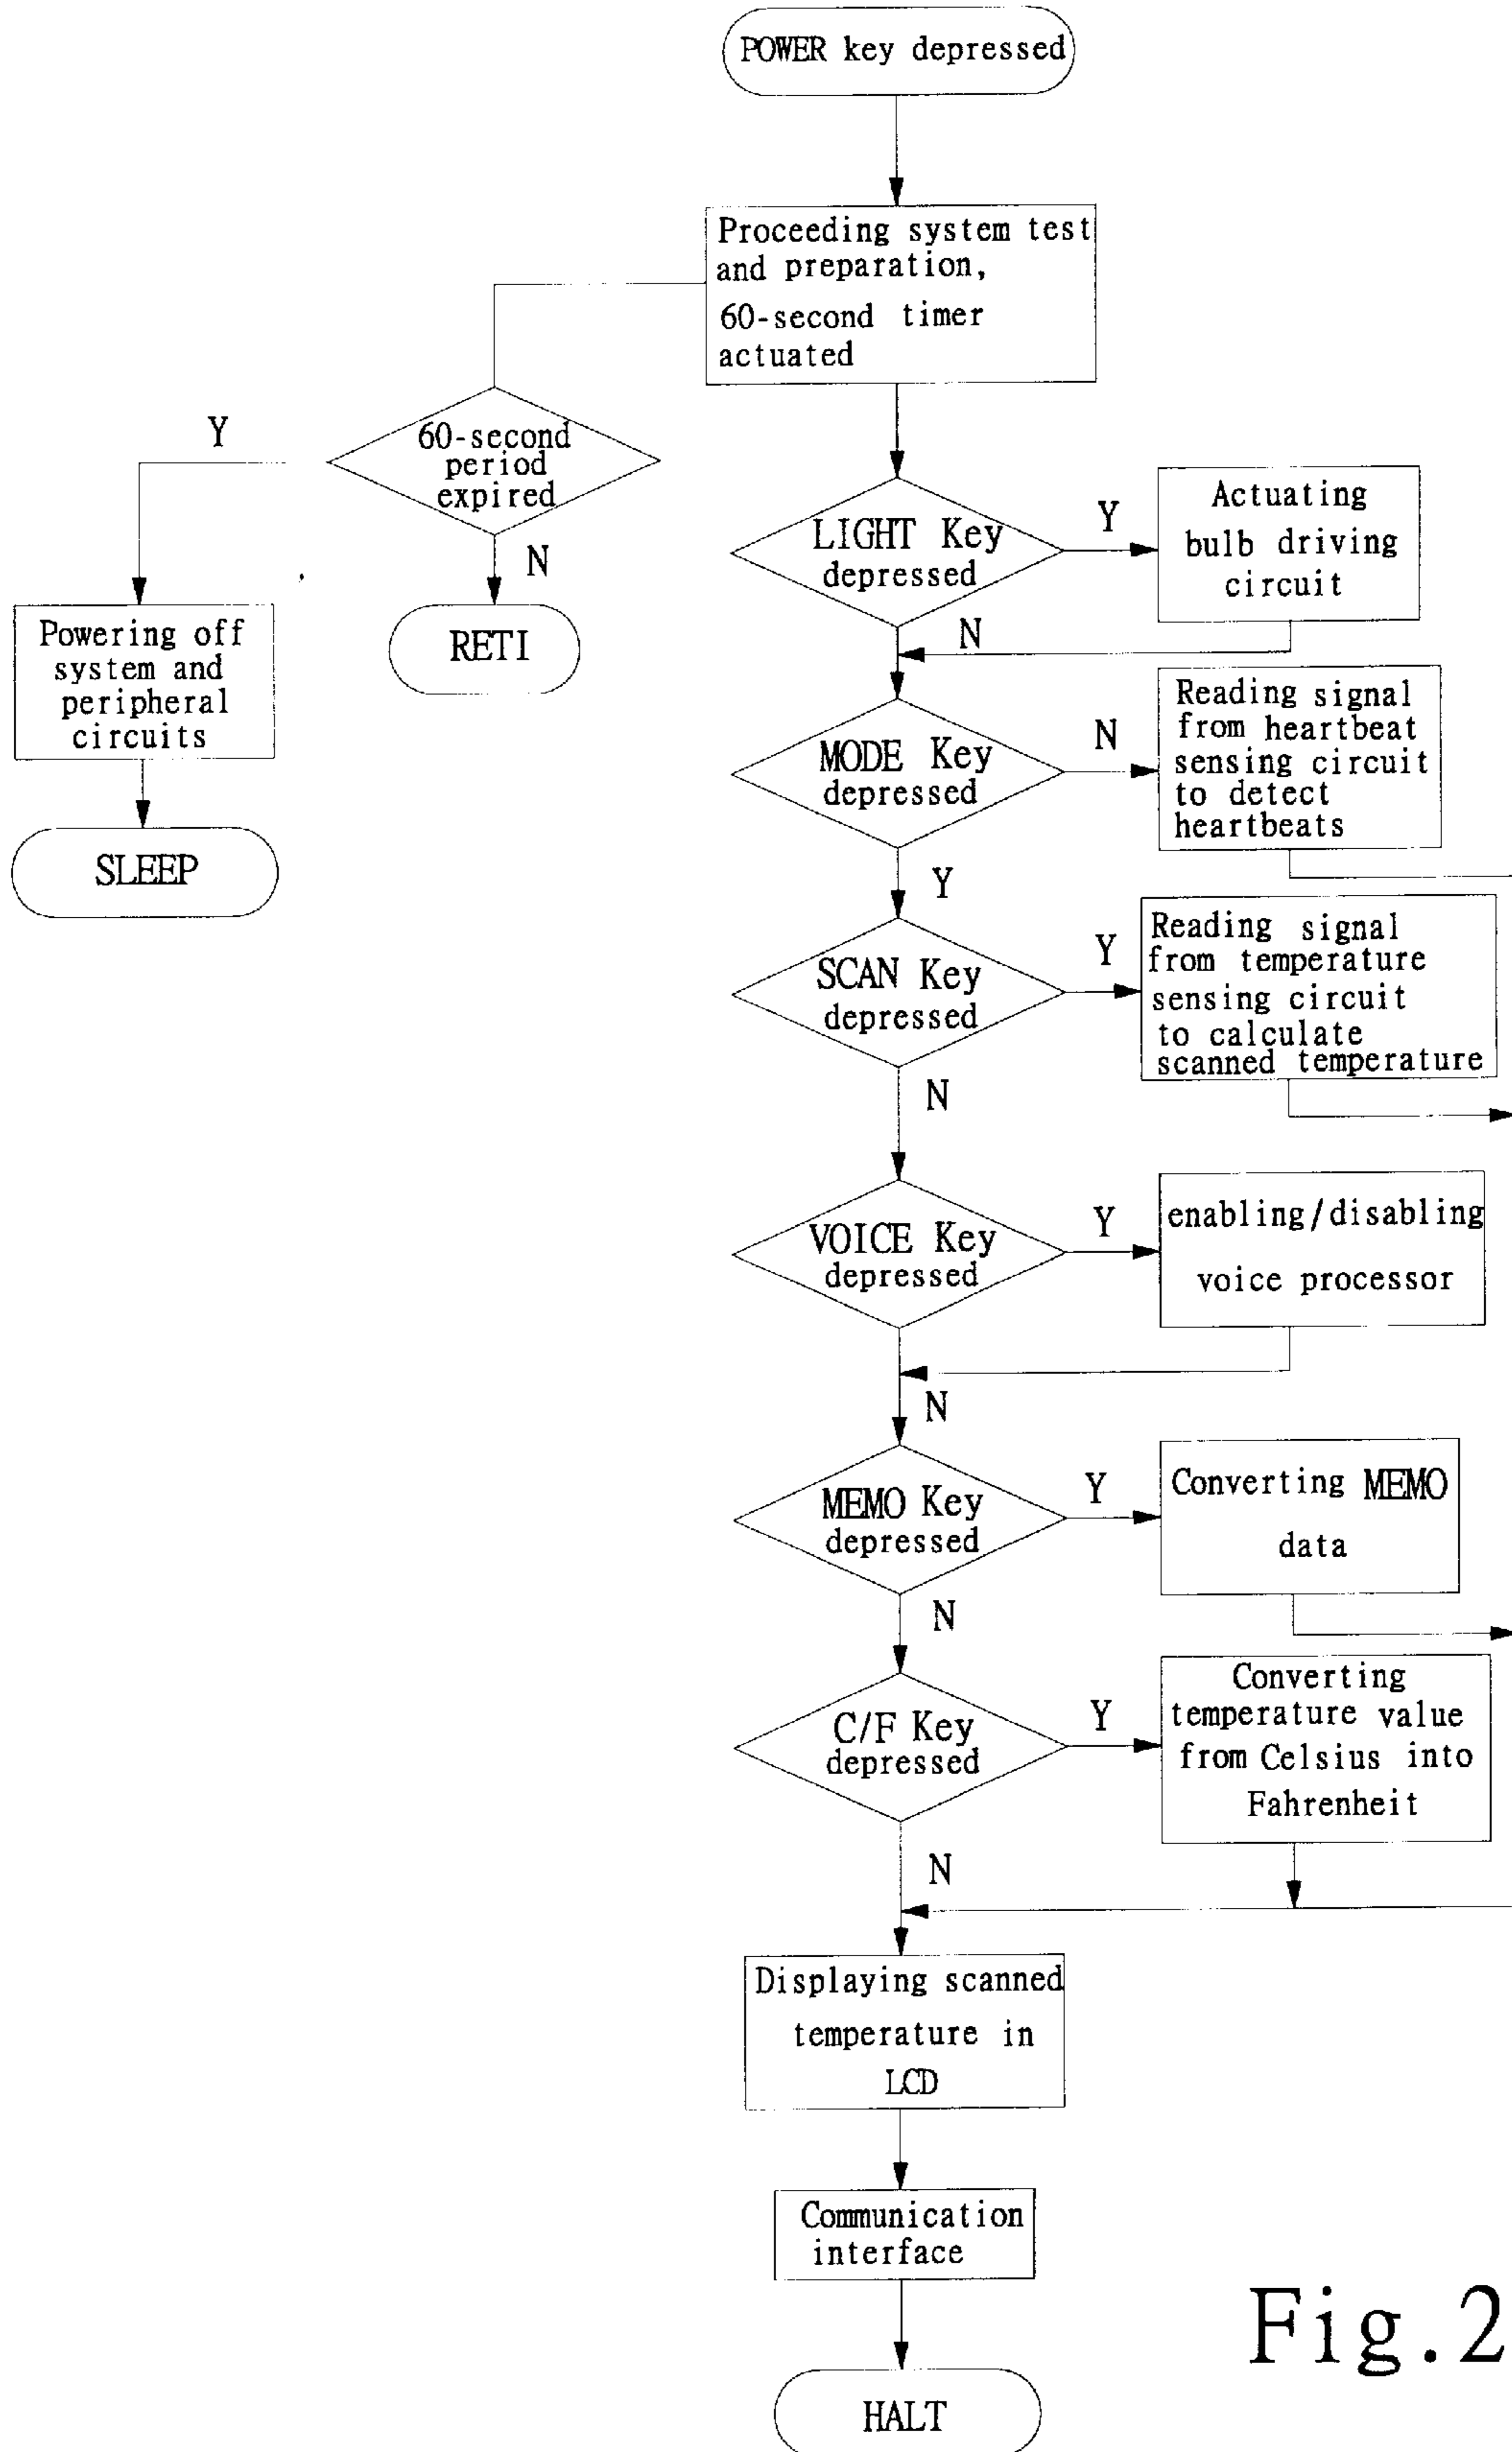 POWER key depressed
Proceeding system test
and preparation,
60-second timer
actuated
60-second
period
expired
Y
N
Powering off
system and
peripheral
circuits
RETI
SLEEP
LIGHT Key
depressed
Y
Actuating
bulb driving
circuit
N
MODE Key
depressed
N
Reading signal
from heartbeat
sensing circuit
to detect
heartbeats
Y
SCAN Key
depressed
Y
Reading signal
from temperature
sensing circuit
to calculate
scanned temperature
N
VOICE Key
depressed
Y
enabling/disabling
voice processor
N
MEMO Key
depressed
Y
Converting MEMO
data
N
C/F Key
depressed
Y
Converting
temperature value
from Celsius into
Fahrenheit
N
Displaying scanned
temperature in
LCD
Communication
interface
HALT
Fig.2